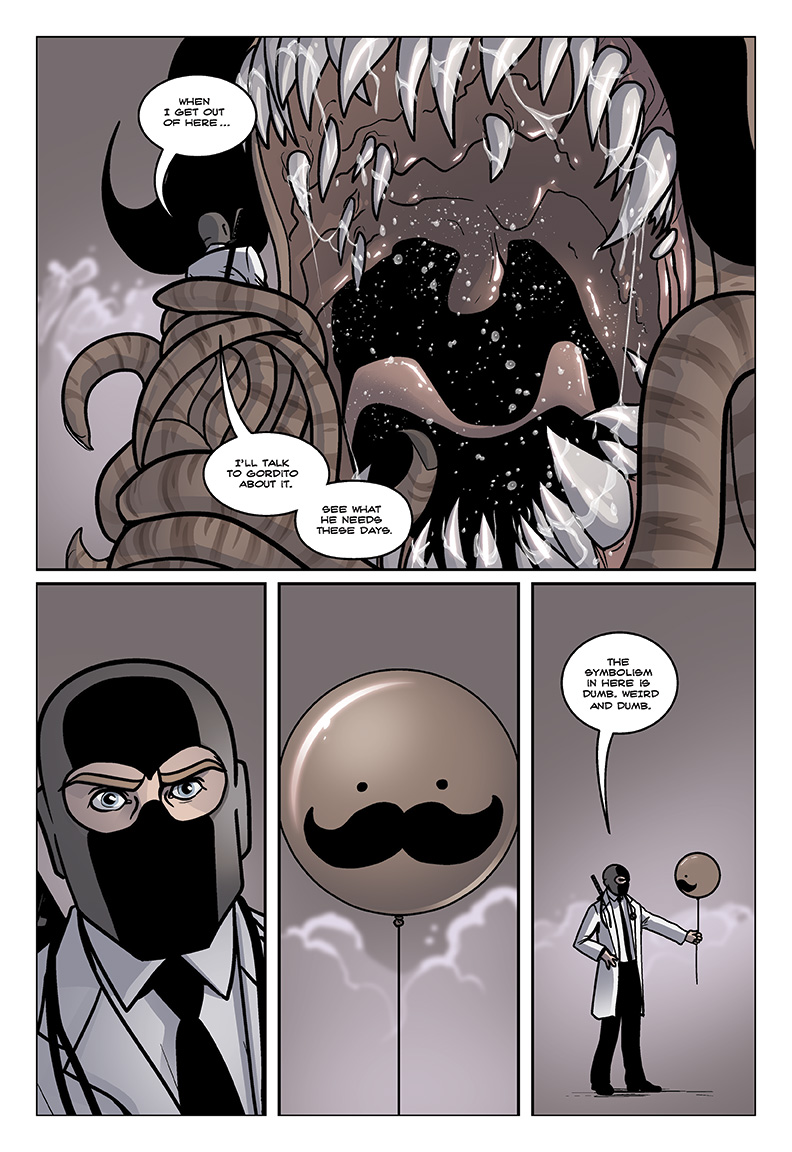 WHEN
I GET OUT
OF HERE...
I'LL TALK
TO GORDITO
ABOUT IT.
SEE WHAT
HE NEEDS
THESE DAYS.
THE
SYMBOLISM
IN HERE IS
DUMB. WEIRD
AND DUMB.